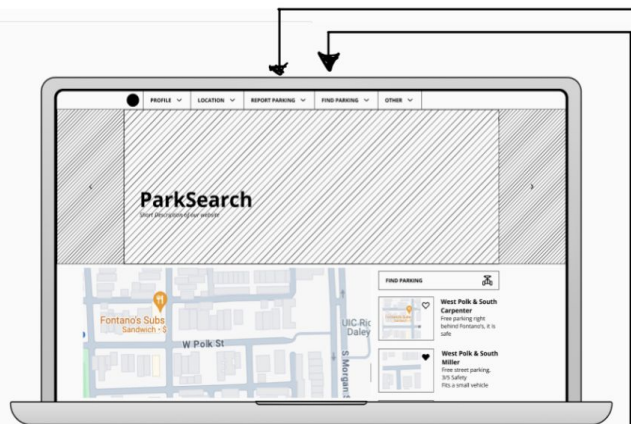 PROFILE
LOCATION
REPORT PARKING
FIND PARKING
OTHER
ParkSearch
Short Description of our website
FIND PARKING
West Polk & South
Carpenter
Free parking right
behind Fontano's, it is
safe
West Polk & South
Miller
Free street parking,
3/5 Safety
Fits a small vehicle
Fontano's Subs
Sandwich • $
W Polk St
UIC Ric
Daley
S Morgan S